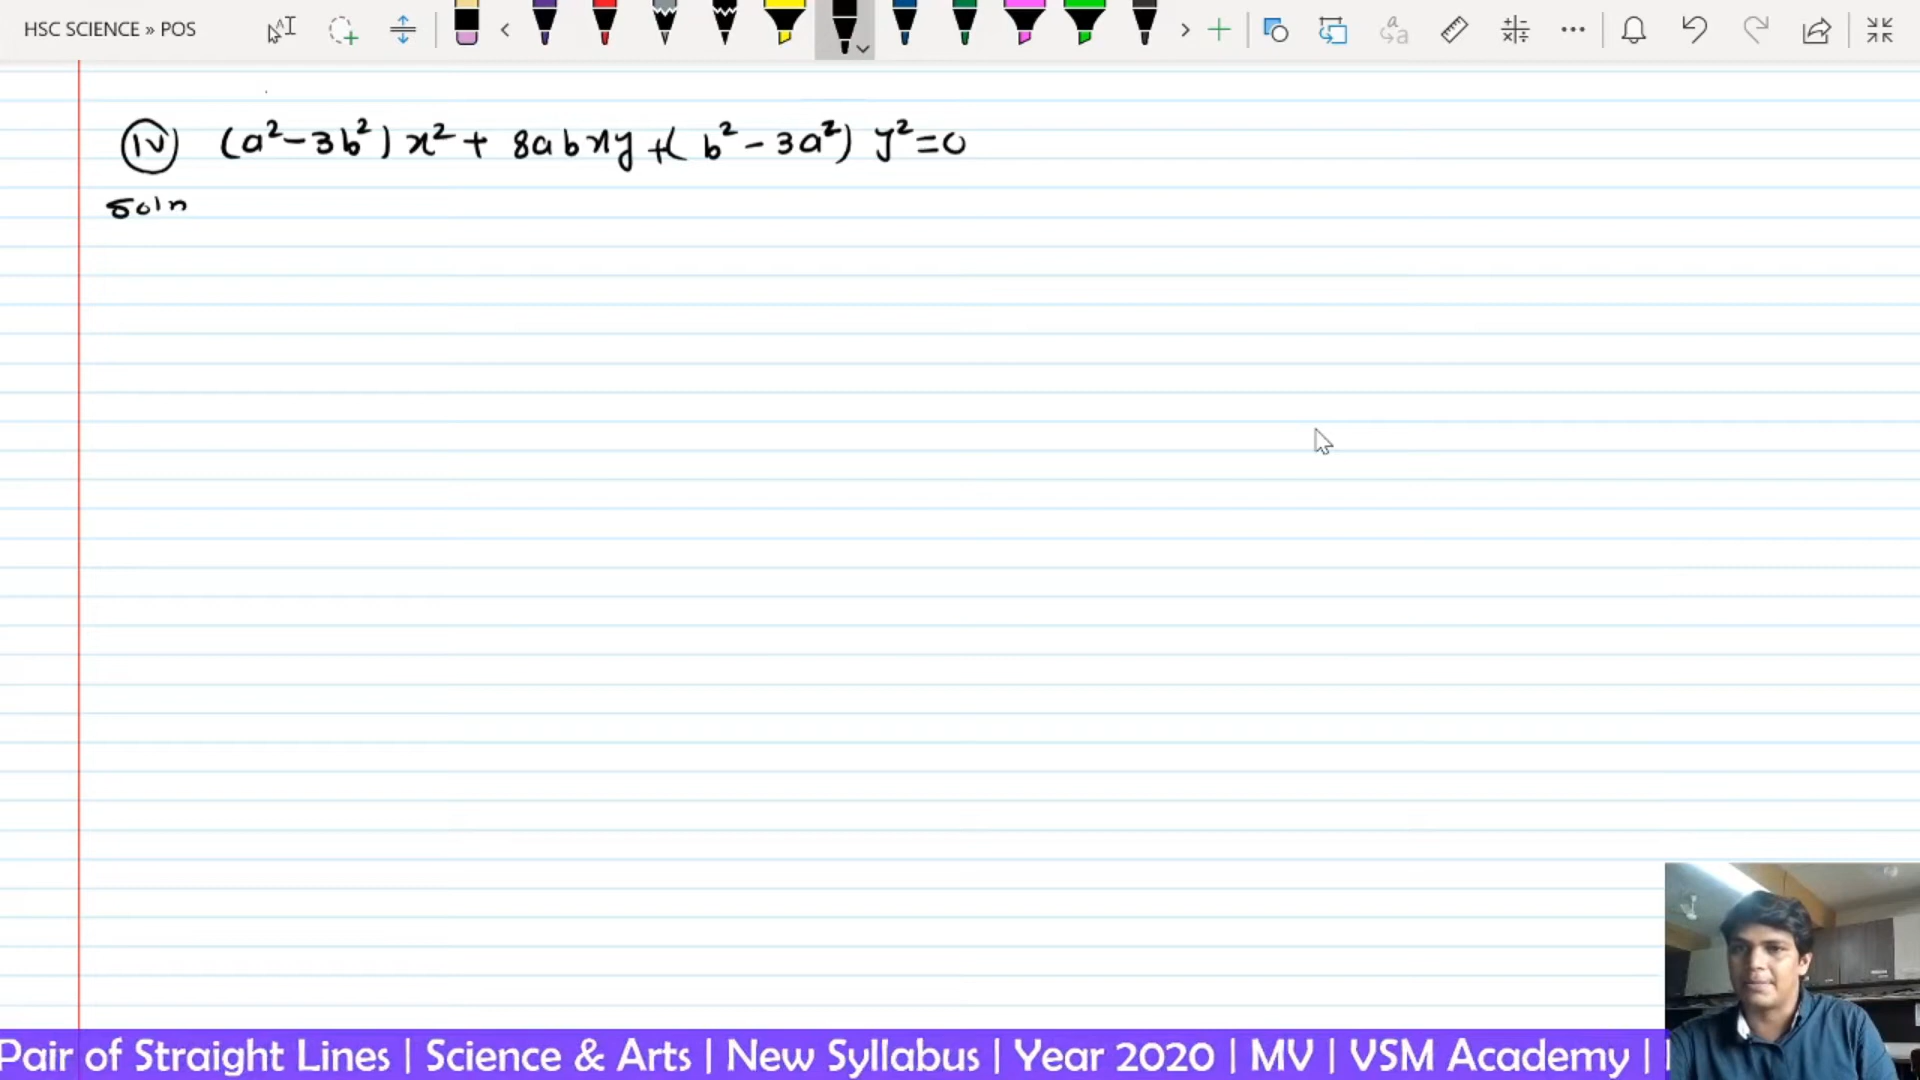 HSC SCIENCE » POS
(iv) (a²-3b²) x² + 8abxy +( b² - 3a²) y² = 0
soln
Pair of Straight Lines | Science & Arts | New Syllabus | Year 2020 | MV | VSM Academy |